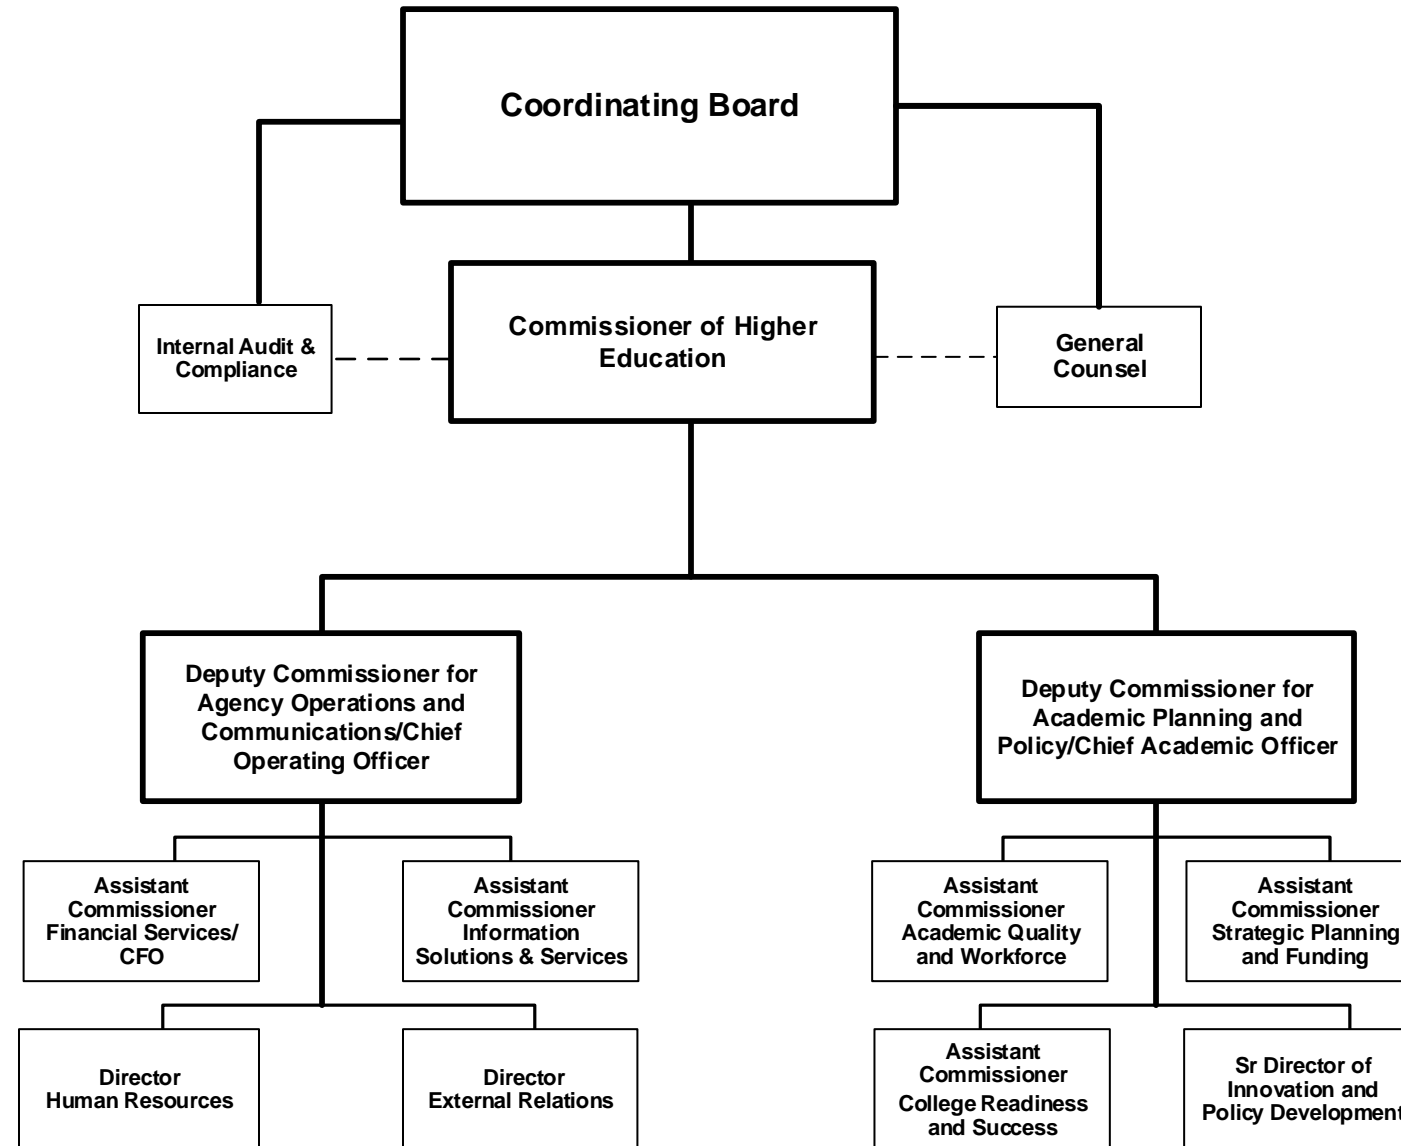 Coordinating Board
Internal Audit &
Compliance
Commissioner of Higher
Education
General
Counsel
Deputy Commissioner for
Agency Operations and
Communications/Chief
Operating Officer
Deputy Commissioner for
Academic Planning and
Policy/Chief Academic Officer
Assistant
Commissioner
Financial Services/
CFO
Assistant
Commissioner
Information
Solutions & Services
Assistant
Commissioner
Academic Quality
and Workforce
Assistant
Commissioner
Strategic Planning
and Funding
Director
Human Resources
Director
External Relations
Assistant
Commissioner
College Readiness
and Success
Sr Director of
Innovation and
Policy Development